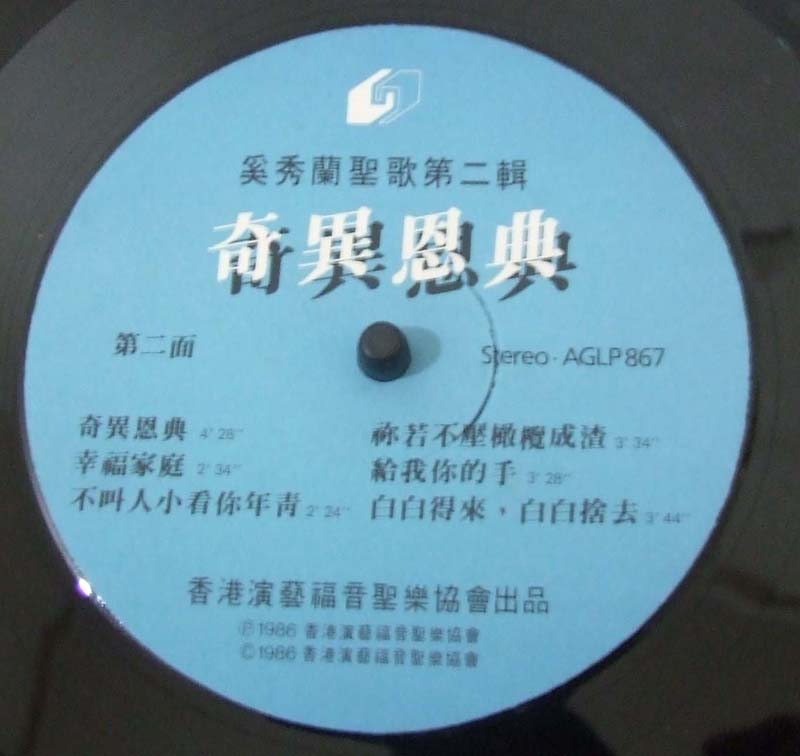 奚秀蘭聖歌第二輯
奇異恩典
第二面
Stereo · AGLP867
奇異恩典 4'28"
幸福家庭 2'34"
不叫人小看你年靑 2'24"
祢若不壓橄欖成渣 3'34"
給我你的手 3'28"
白白得來，白白捨去 3'44"
香港演藝福音聖樂協會出品
Ⓟ1986 香港演藝福音聖樂協會
©1986 香港演藝福音聖樂協會